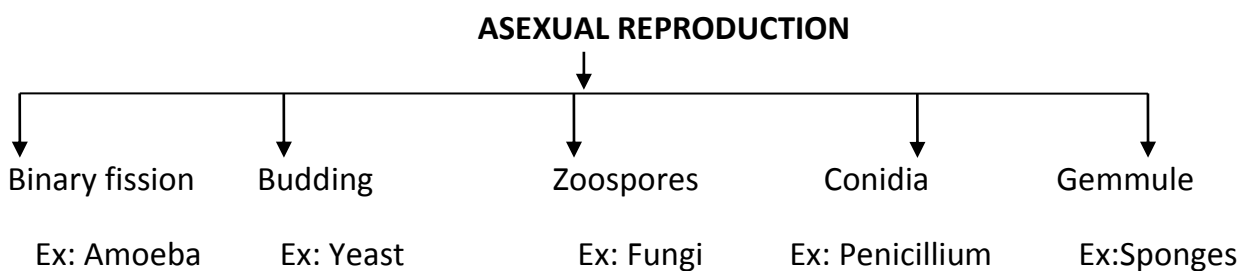 ASEXUAL REPRODUCTION
Binary fission Budding Zoospores Conidia Gemmule
Ex: Amoeba Ex: Yeast Ex: Fungi Ex: Penicillium Ex:Sponges